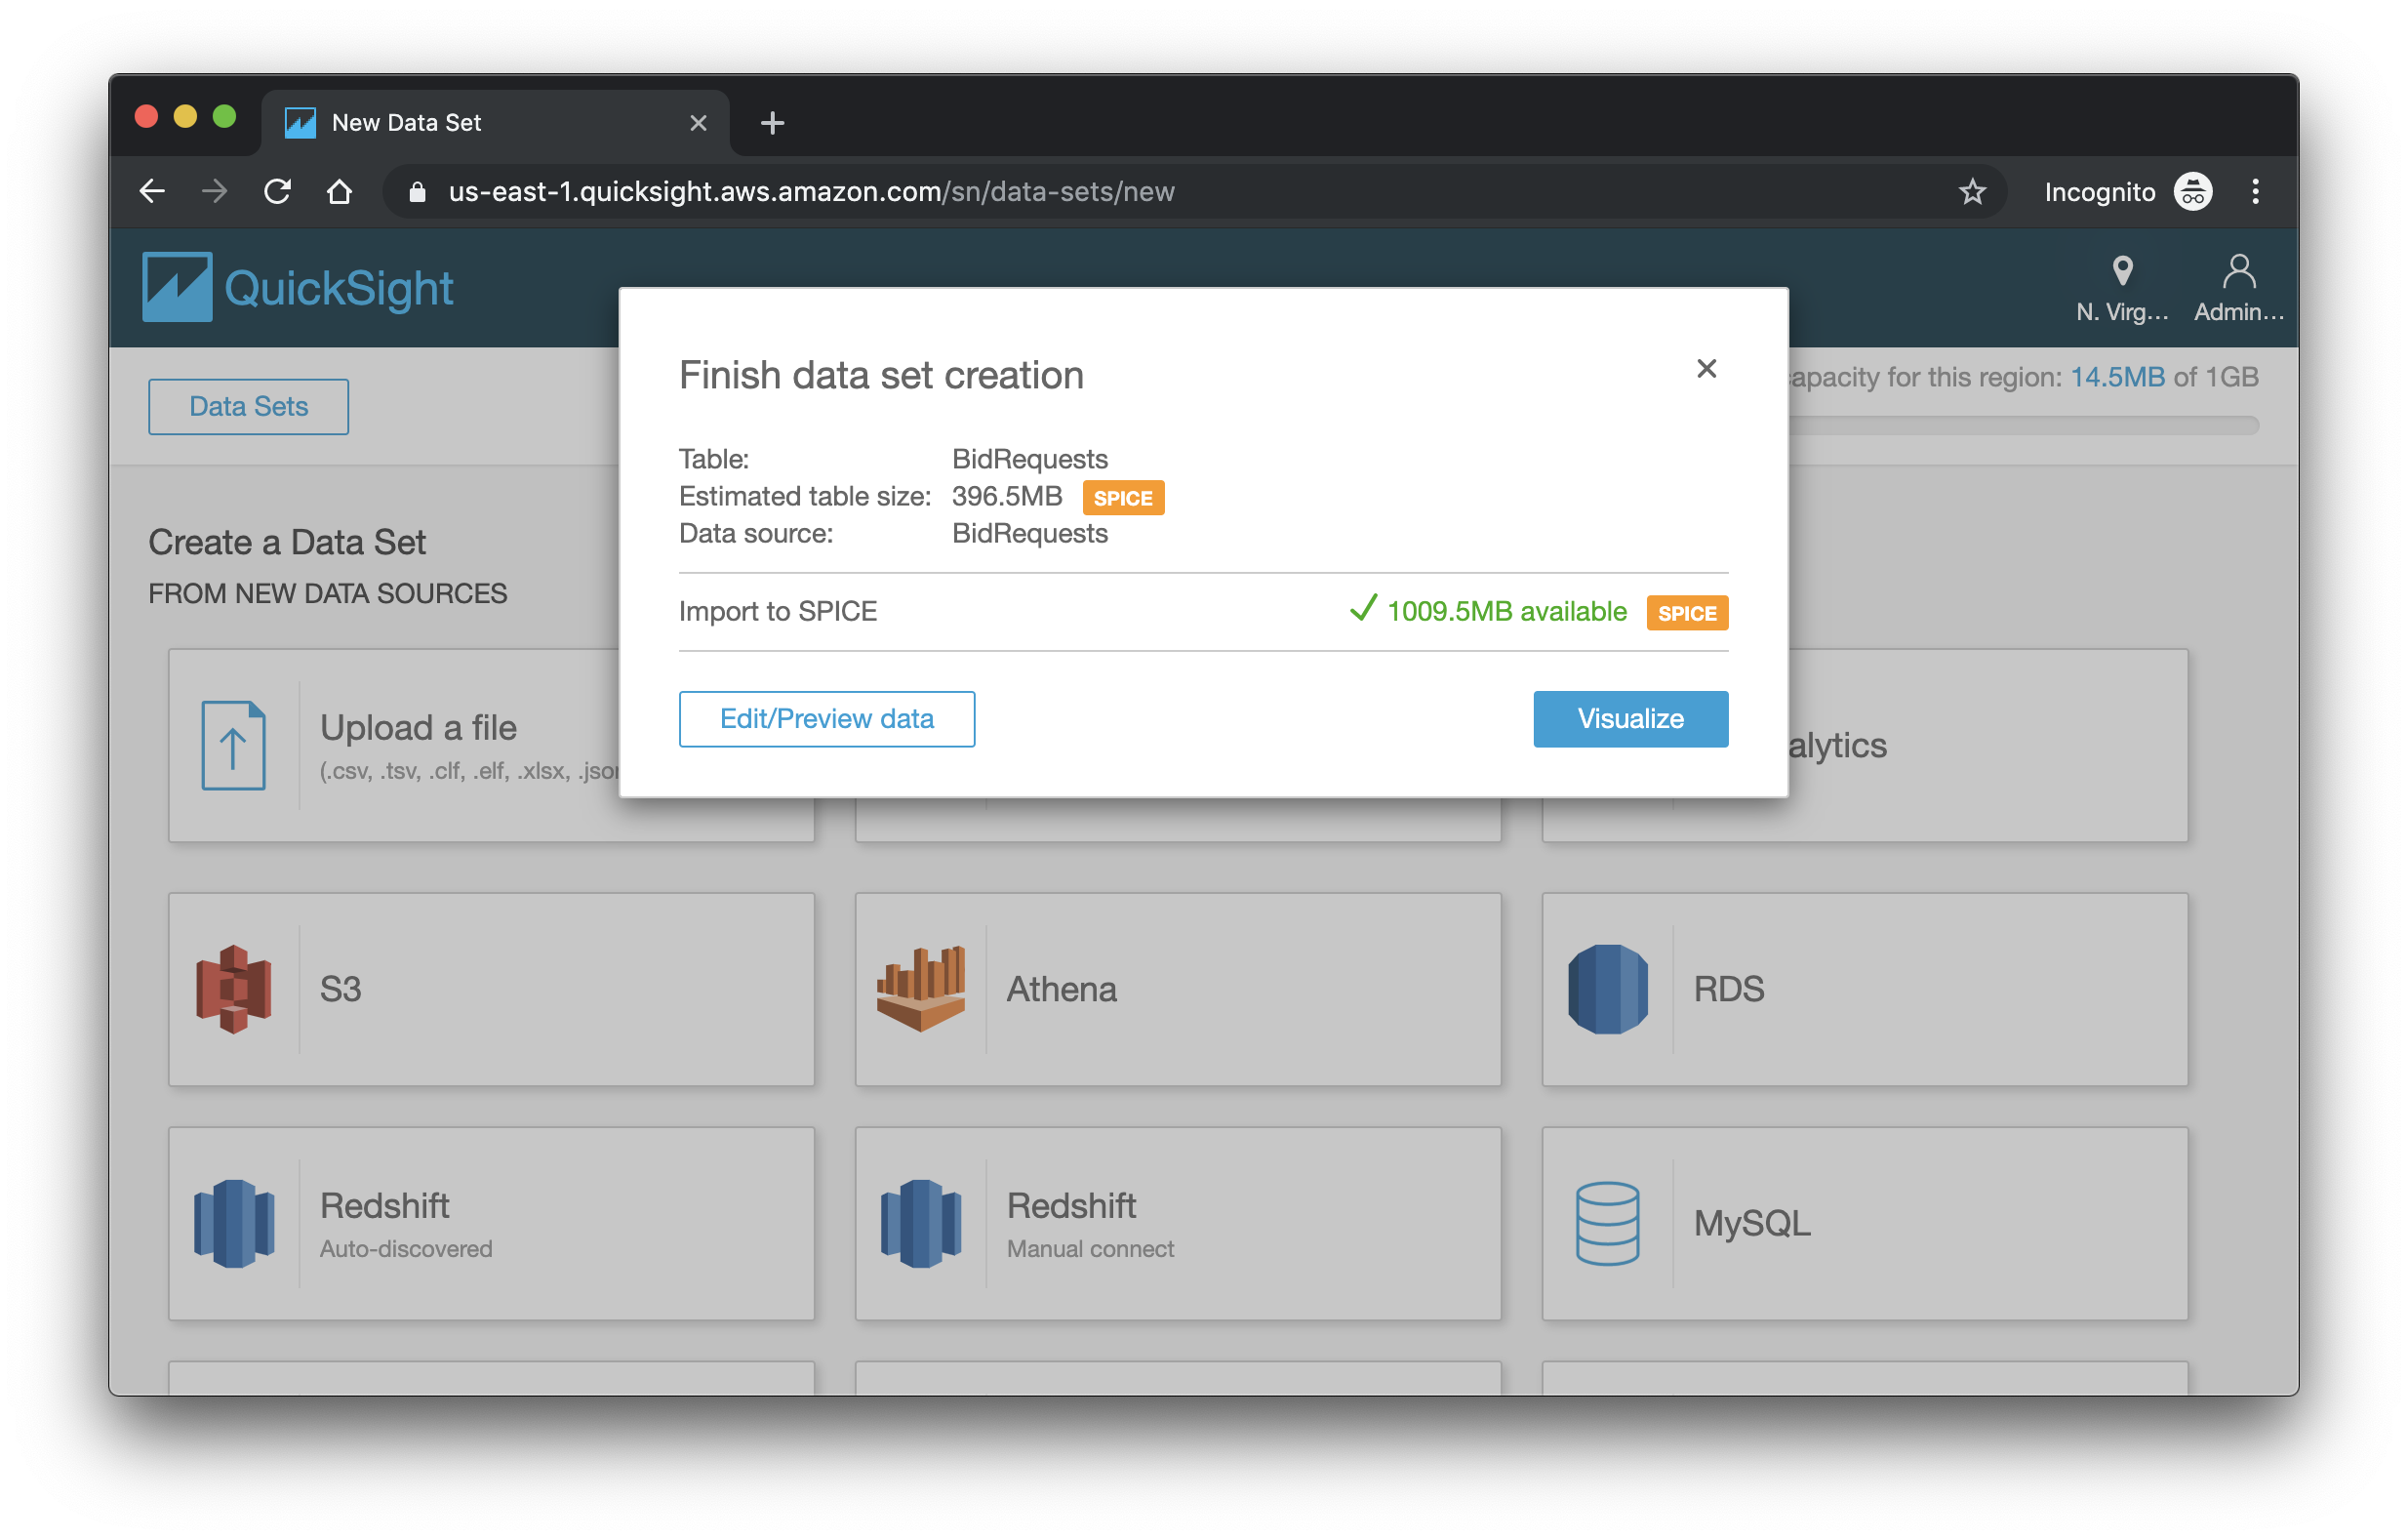 New Data Set
us-east-1.quicksight.aws.amazon.com/sn/data-sets/new
Incognito
QuickSight
N. Virg...
Admin...
Data Sets
capacity for this region: 14.5MB of 1GB
Finish data set creation
Table: BidRequests
Estimated table size: 396.5MB SPICE
Data source: BidRequests
Import to SPICE
1009.5MB available SPICE
Edit/Preview data
Visualize
Create a Data Set
FROM NEW DATA SOURCES
Upload a file
(.csv, .tsv, .clf, .elf, .xlsx, .json
alytics
S3
Athena
RDS
Redshift
Auto-discovered
Redshift
Manual connect
MySQL